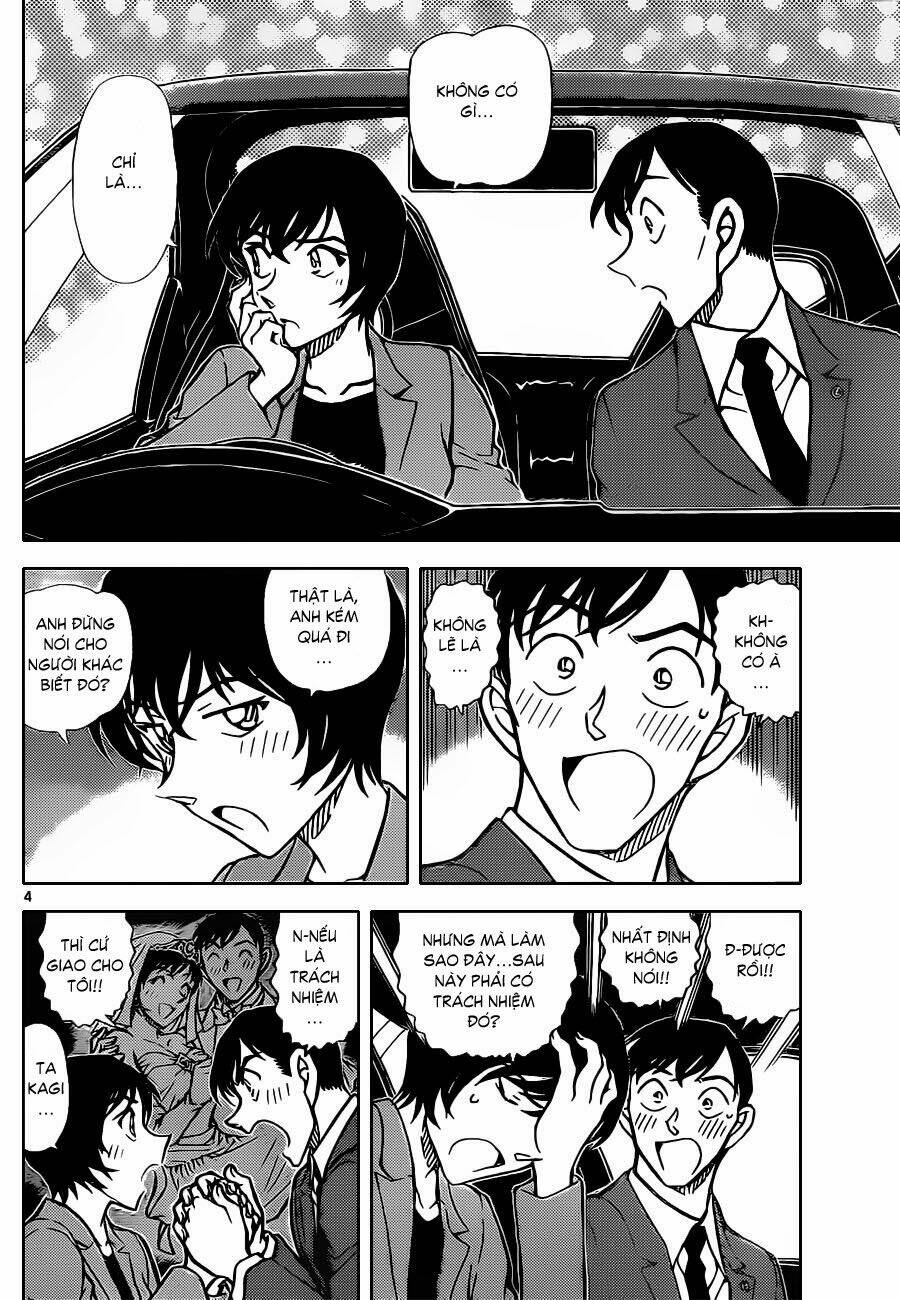 KHÔNG CÓ
GÌ...
CHỈ
LÀ...
KH-
KHÔNG
CÓ À
...
KHÔNG
LẼ LÀ
...
THẬT LÀ,
ANH KÉM
QUÁ ĐI
...
ANH ĐỪNG
NÓI CHO
NGƯỜI KHÁC
BIẾT ĐÓ?
4
Đ-ĐƯỢC
RỒI!!
NHẤT ĐỊNH
KHÔNG
NÓI!!
NHƯNG MÀ LÀM
SAO ĐÂY...SAU
NÀY PHẢI CÓ
TRÁCH NHIỆM
ĐÓ?
N-NẾU
LÀ
TRÁCH
NHIỆM
...
THÌ CỨ
GIAO CHO
TÔI!!
TA
KAGI
...